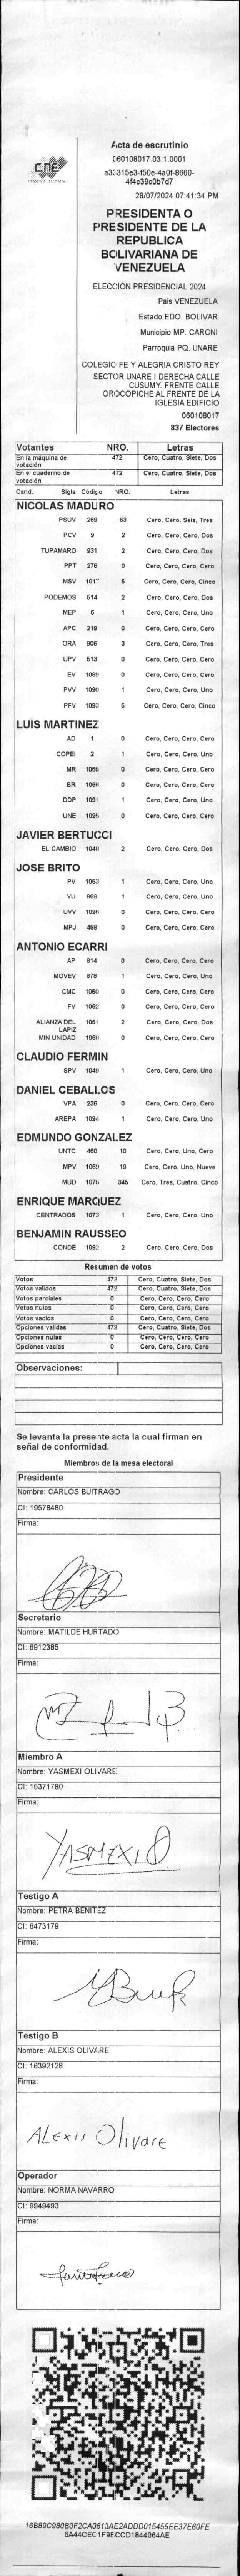 CNE
Acta de escrutinio
060108017.03.1.0001
a33315e3-f50e-4a0f-8660-
4f4c39c0b7d7
28/07/2024 07:41:34 PM
PRESIDENTA O
PRESIDENTE DE LA
REPUBLICA
BOLIVARIANA DE
VENEZUELA
ELECCIÓN PRESIDENCIAL 2024
Pais VENEZUELA
Estado EDO. BOLIVAR
Municipio MP. CARONI
Parroquia PQ. UNARE
COLEGIO FE Y ALEGRIA CRISTO REY
SECTOR UNARE I DERECHA CALLE
CUSUMY. FRENTE CALLE
OROCOPICHE AL FRENTE DE LA
IGLESIA EDIFICIO
060108017
837 Electores
Votantes NRO. Letras
En la máquina de votación 472 Cero, Cuatro, Siete, Dos
En el cuaderno de votación 472 Cero, Cuatro, Siete, Dos
Cand. Sigla Código NRO. Letras
NICOLAS MADURO
PSUV 269 63 Cero, Cero, Seis, Tres
PCV 9 2 Cero, Cero, Cero, Dos
TUPAMARO 931 2 Cero, Cero, Cero, Dos
PPT 276 0 Cero, Cero, Cero, Cero
MSV 1017 5 Cero, Cero, Cero, Cinco
PODEMOS 514 2 Cero, Cero, Cero, Dos
MEP 6 1 Cero, Cero, Cero, Uno
APC 219 0 Cero, Cero, Cero, Cero
ORA 906 3 Cero, Cero, Cero, Tres
UPV 513 0 Cero, Cero, Cero, Cero
EV 1089 0 Cero, Cero, Cero, Cero
PVV 1090 1 Cero, Cero, Cero, Uno
PFV 1093 5 Cero, Cero, Cero, Cinco
LUIS MARTINEZ
AD 1 0 Cero, Cero, Cero, Cero
COPEI 2 1 Cero, Cero, Cero, Uno
MR 1065 0 Cero, Cero, Cero, Cero
BR 1066 0 Cero, Cero, Cero, Cero
DDP 1091 1 Cero, Cero, Cero, Uno
UNE 1095 0 Cero, Cero, Cero, Cero
JAVIER BERTUCCI
EL CAMBIO 1040 2 Cero, Cero, Cero, Dos
JOSE BRITO
PV 1053 1 Cero, Cero, Cero, Uno
VU 868 1 Cero, Cero, Cero, Uno
UVV 1096 0 Cero, Cero, Cero, Cero
MPJ 458 0 Cero, Cero, Cero, Cero
ANTONIO ECARRI
AP 814 0 Cero, Cero, Cero, Cero
MOVEV 878 1 Cero, Cero, Cero, Uno
CMC 1050 0 Cero, Cero, Cero, Cero
FV 1062 0 Cero, Cero, Cero, Cero
ALIANZA DEL LAPIZ 1051 2 Cero, Cero, Cero, Dos
MIN UNIDAD 1080 0 Cero, Cero, Cero, Cero
CLAUDIO FERMIN
SPV 1049 1 Cero, Cero, Cero, Uno
DANIEL CEBALLOS
VPA 236 0 Cero, Cero, Cero, Cero
AREPA 1094 1 Cero, Cero, Cero, Uno
EDMUNDO GONZALEZ
UNTC 460 10 Cero, Cero, Uno, Cero
MPV 1069 19 Cero, Cero, Uno, Nueve
MUD 1075 345 Cero, Tres, Cuatro, Cinco
ENRIQUE MARQUEZ
CENTRADOS 1073 1 Cero, Cero, Cero, Uno
BENJAMIN RAUSSEO
CONDE 1092 2 Cero, Cero, Cero, Dos
Resumen de votos
Votos 472 Cero, Cuatro, Siete, Dos
Votos validos 472 Cero, Cuatro, Siete, Dos
Votos parciales 0 Cero, Cero, Cero, Cero
Votos nulos 0 Cero, Cero, Cero, Cero
Votos vacios 0 Cero, Cero, Cero, Cero
Opciones validas 472 Cero, Cuatro, Siete, Dos
Opciones nulas 0 Cero, Cero, Cero, Cero
Opciones vacias 0 Cero, Cero, Cero, Cero
Observaciones:
Se levanta la presente acta la cual firman en
señal de conformidad.
Miembros de la mesa electoral
Presidente
Nombre: CARLOS BUITRAGO
CI: 19578480
Firma:
Secretario
Nombre: MATILDE HURTADO
CI: 6912385
Firma:
Miembro A
Nombre: YASMEXI OLIVARE
CI: 15371780
Firma:
YASMEXI O
Testigo A
Nombre: PETRA BENITEZ
CI: 6473179
Firma:
Testigo B
Nombre: ALEXIS OLIVARE
CI: 16392128
Firma:
ALexis Olivare
Operador
Nombre: NORMA NAVARRO
CI: 9949493
Firma:
16B89C980B0F2CA0613AE2ADDD015455EE37E60FE
6A44CEC1F9ECCD1844064AE